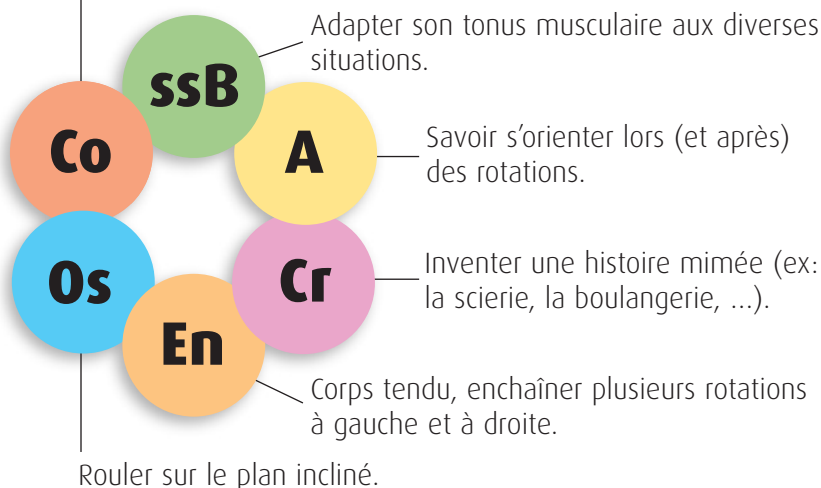 ssB
Adapter son tonus musculaire aux diverses
situations.
Co
A
Savoir s’orienter lors (et après)
des rotations.
Os
Cr
Inventer une histoire mimée (ex:
la scierie, la boulangerie, ...).
En
Corps tendu, enchaîner plusieurs rotations
à gauche et à droite.
Rouler sur le plan incliné.